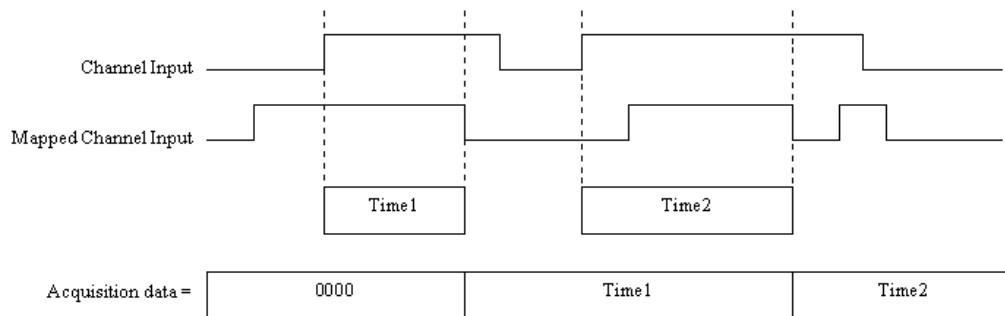 Channel Input
Mapped Channel Input
Time1
Time2
Acquisition data =
0000
Time1
Time2